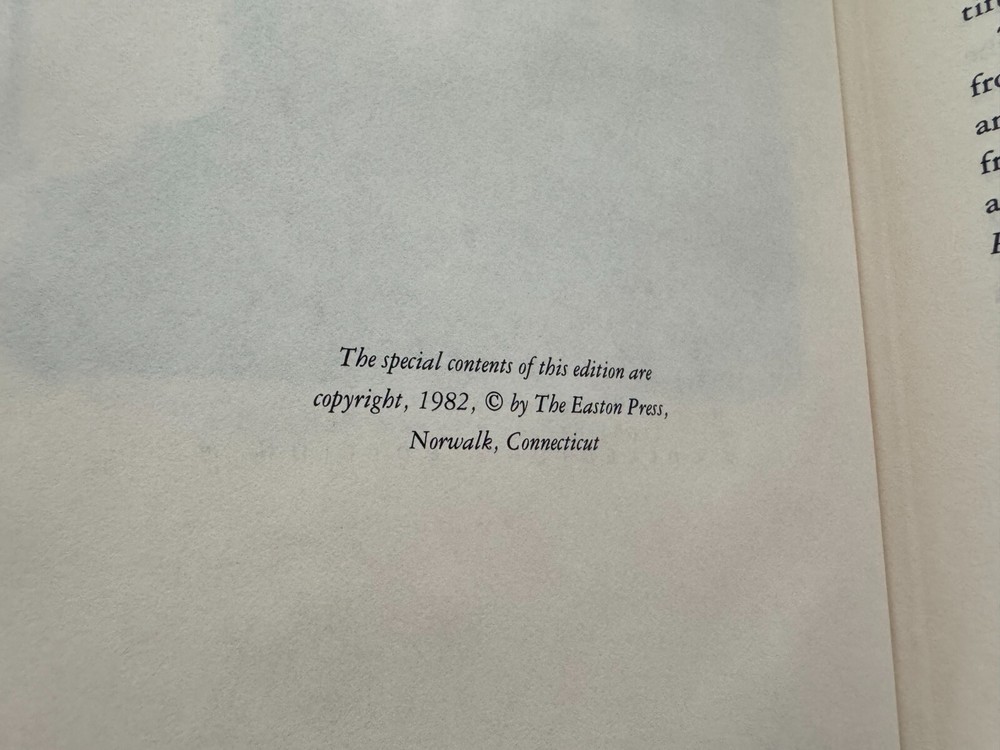 The special contents of this edition are
copyright, 1982, © by The Easton Press,
Norwalk, Connecticut